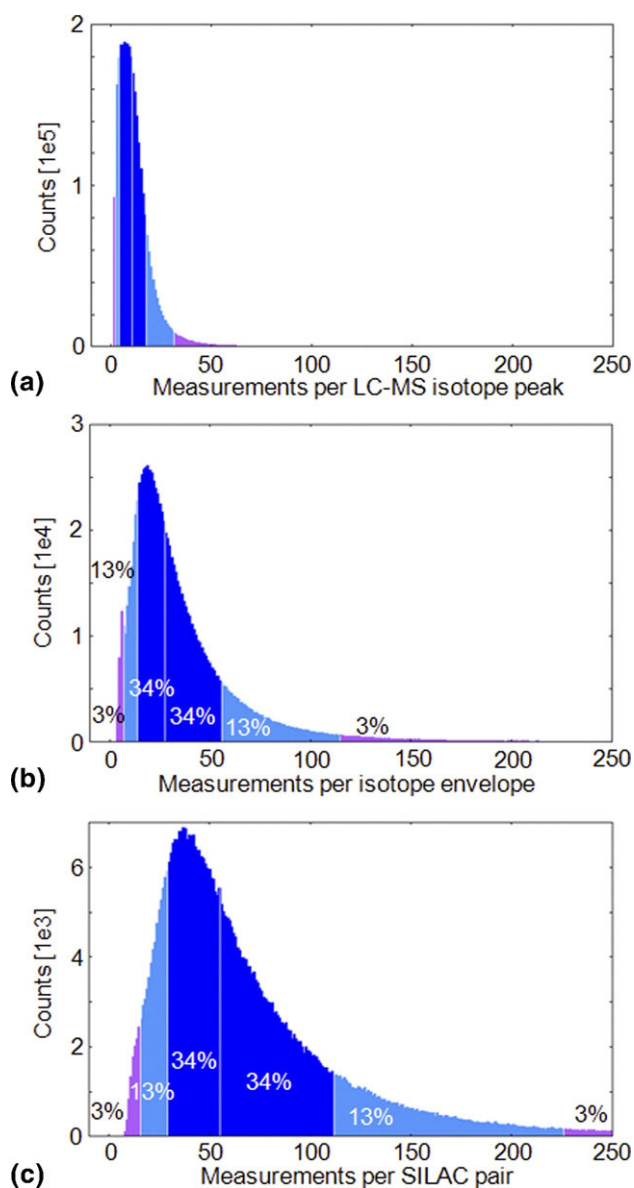 2
Counts [1e5]
1
0
0 50 100 150 200 250
(a) Measurements per LC-MS isotope peak
3
Counts [1e4]
2
13%
1
3% 34% 34% 13% 3%
0
0 50 100 150 200 250
(b) Measurements per isotope envelope
6
Counts [1e3]
4
2
34% 34%
3% 13% 13% 3%
0
0 50 100 150 200 250
(c) Measurements per SILAC pair